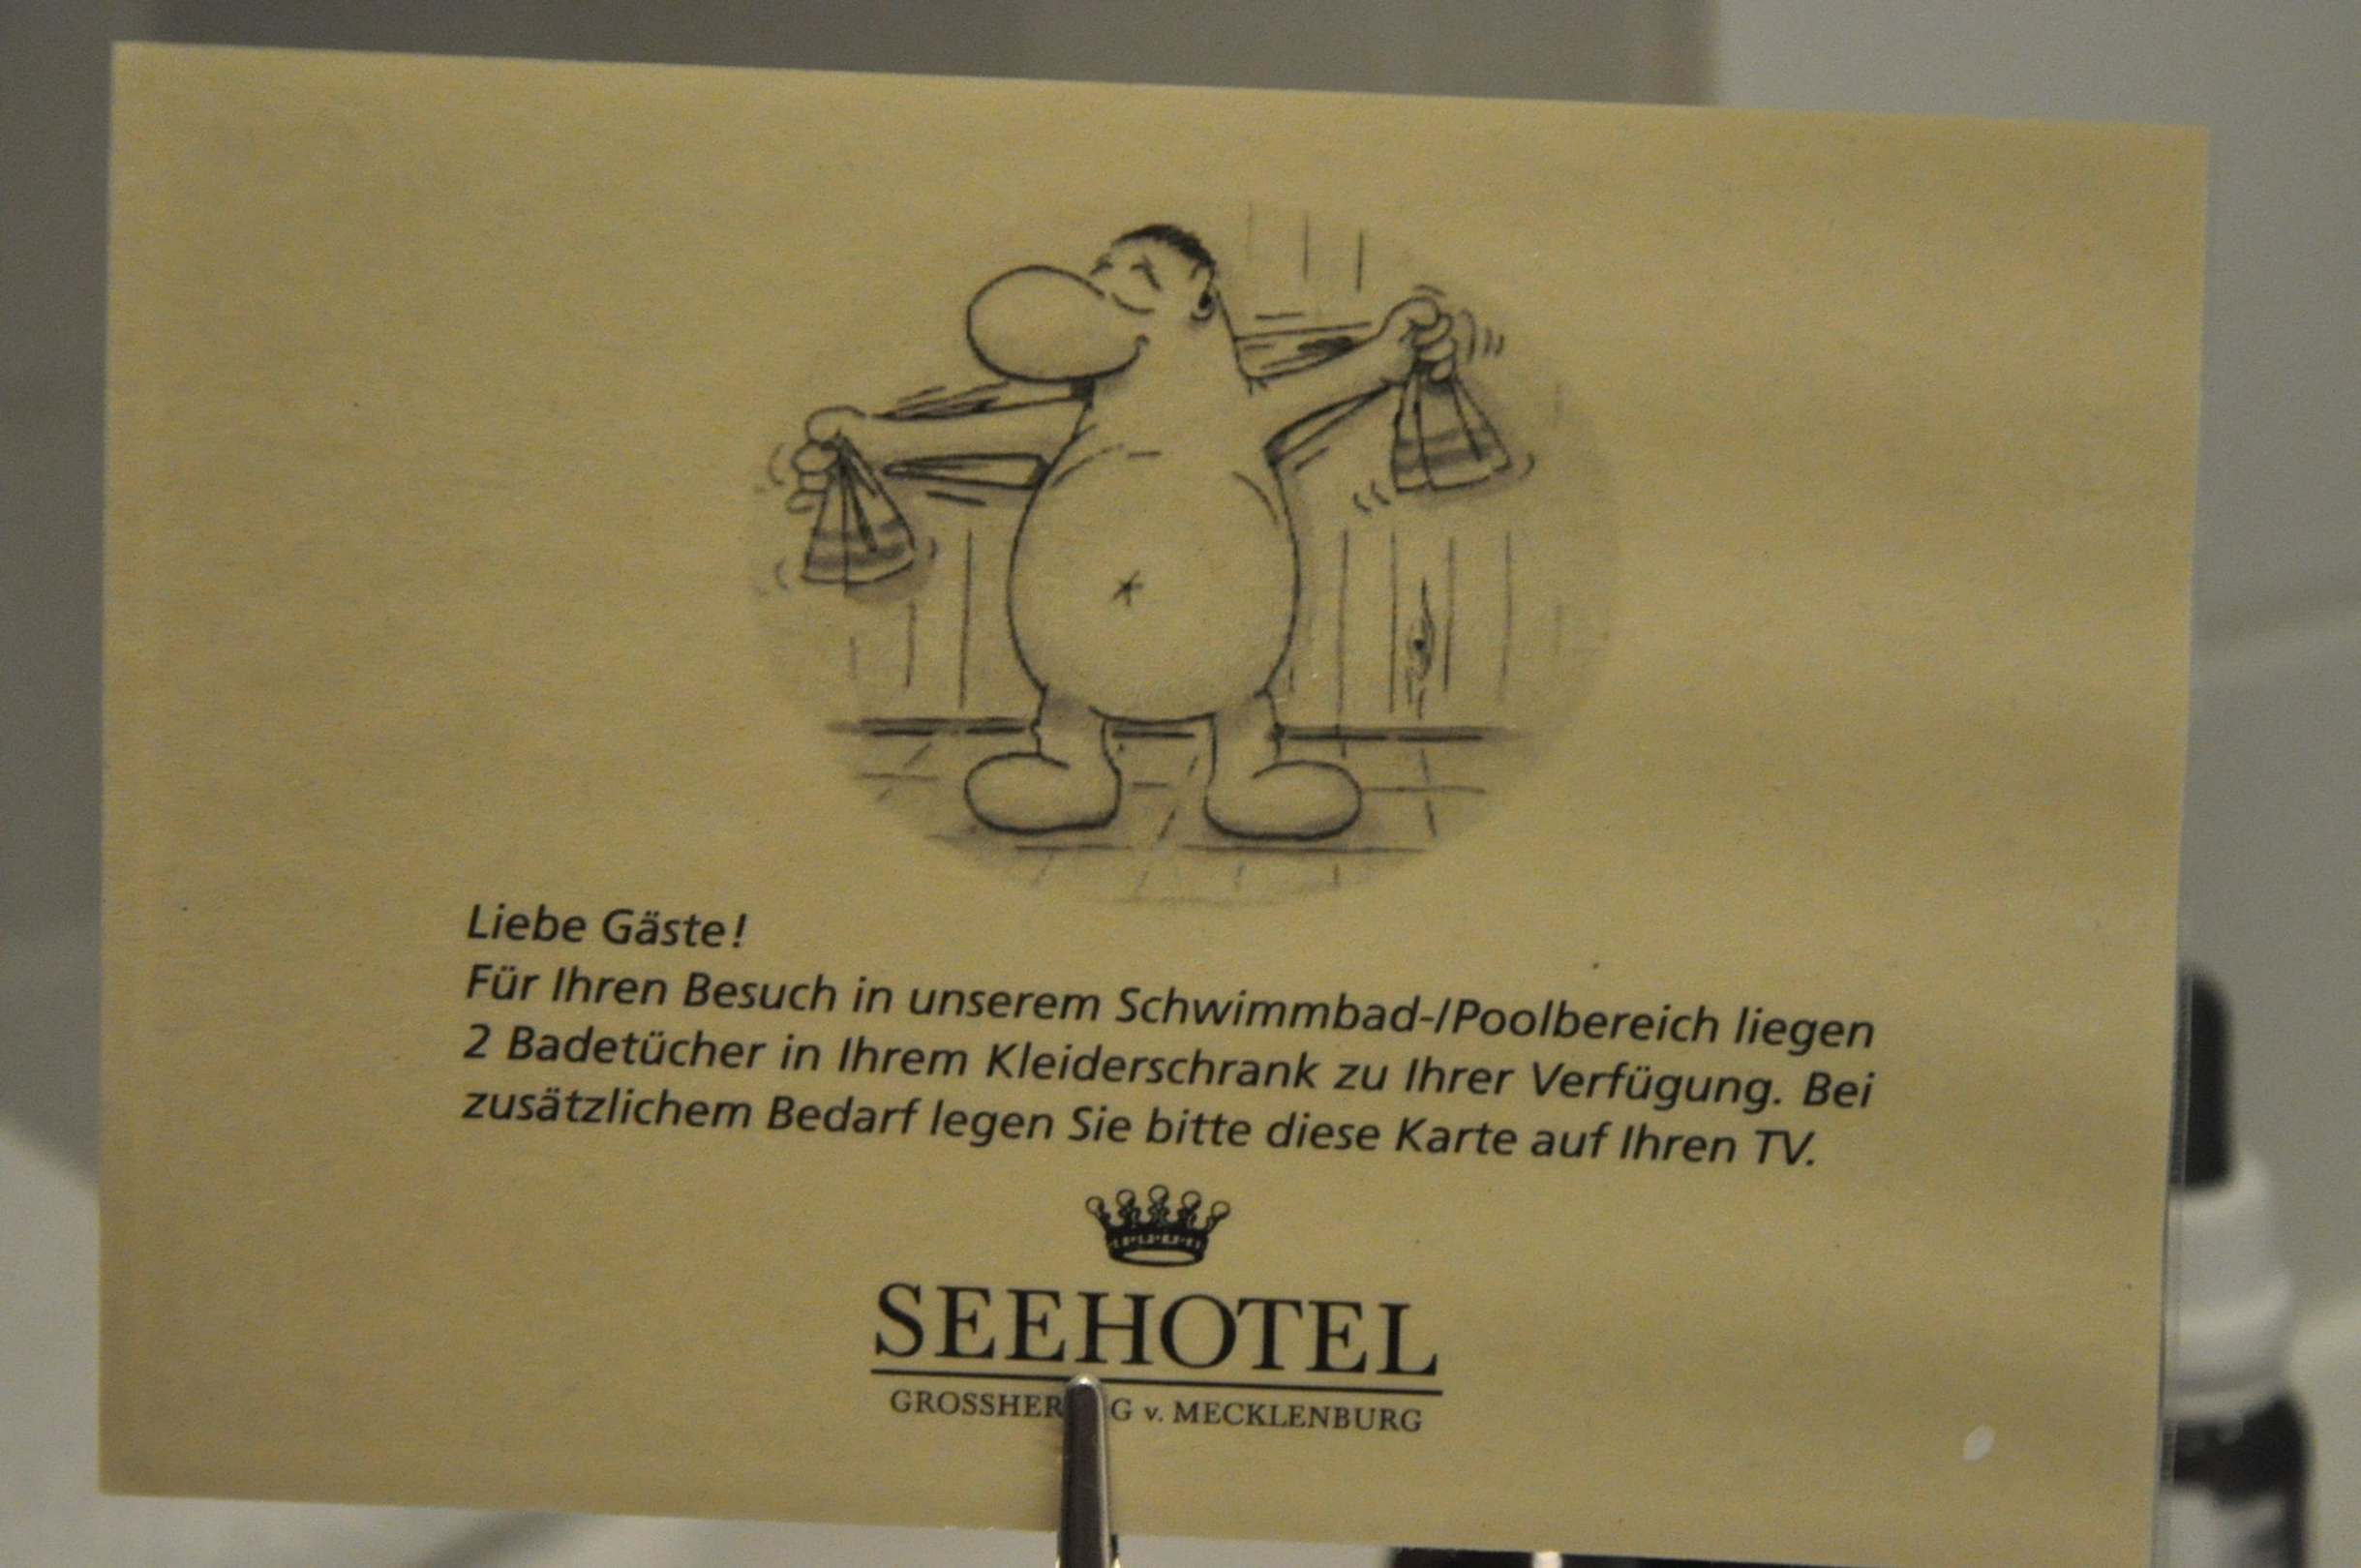 Liebe Gäste!
Für Ihren Besuch in unserem Schwimmbad-/Poolbereich liegen
2 Badetücher in Ihrem Kleiderschrank zu Ihrer Verfügung. Bei
zusätzlichem Bedarf legen Sie bitte diese Karte auf Ihren TV.
SEEHOTEL
v. MECKLENBURG